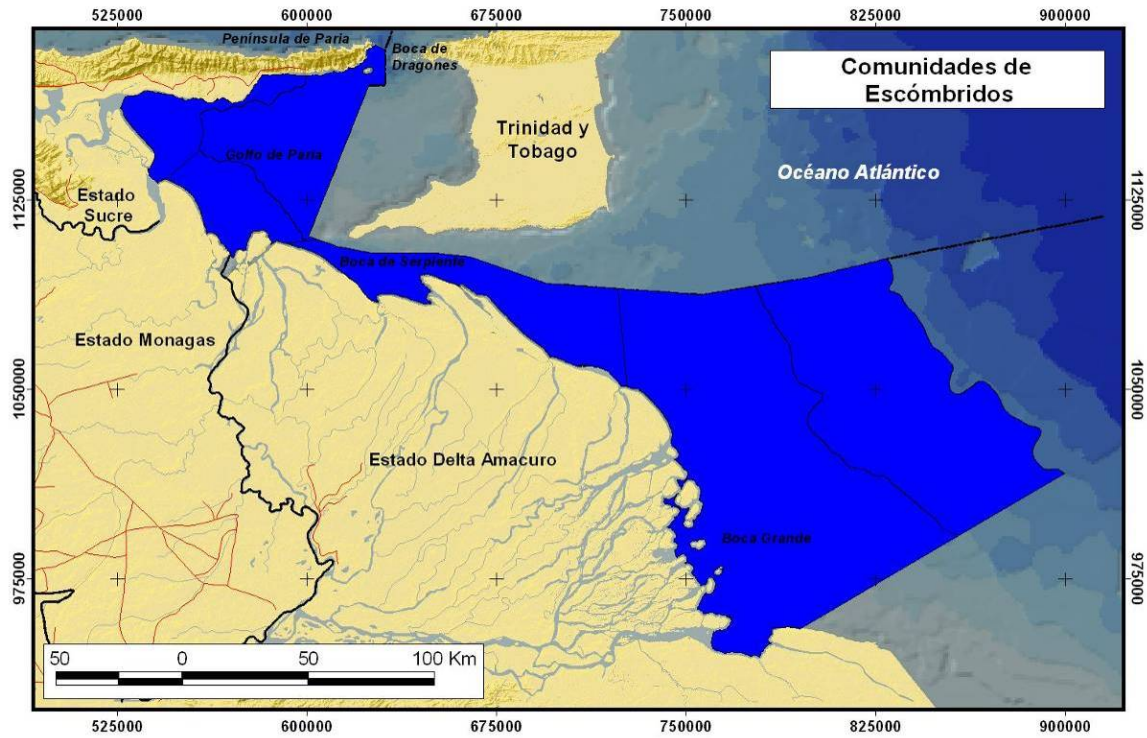 525000 600000 675000 750000 825000 900000
Península de Paria
Boca de
Dragones
Comunidades de
Escómbridos
Trinidad y
Tobago
Golfo de Paria
Océano Atlántico
Estado
Sucre
1125000
1125000
Boca de Serpiente
Estado Monagas
1050000
1050000
Estado Delta Amacuro
Boca Grande
975000
975000
50 0 50 100 Km
525000 600000 675000 750000 825000 900000